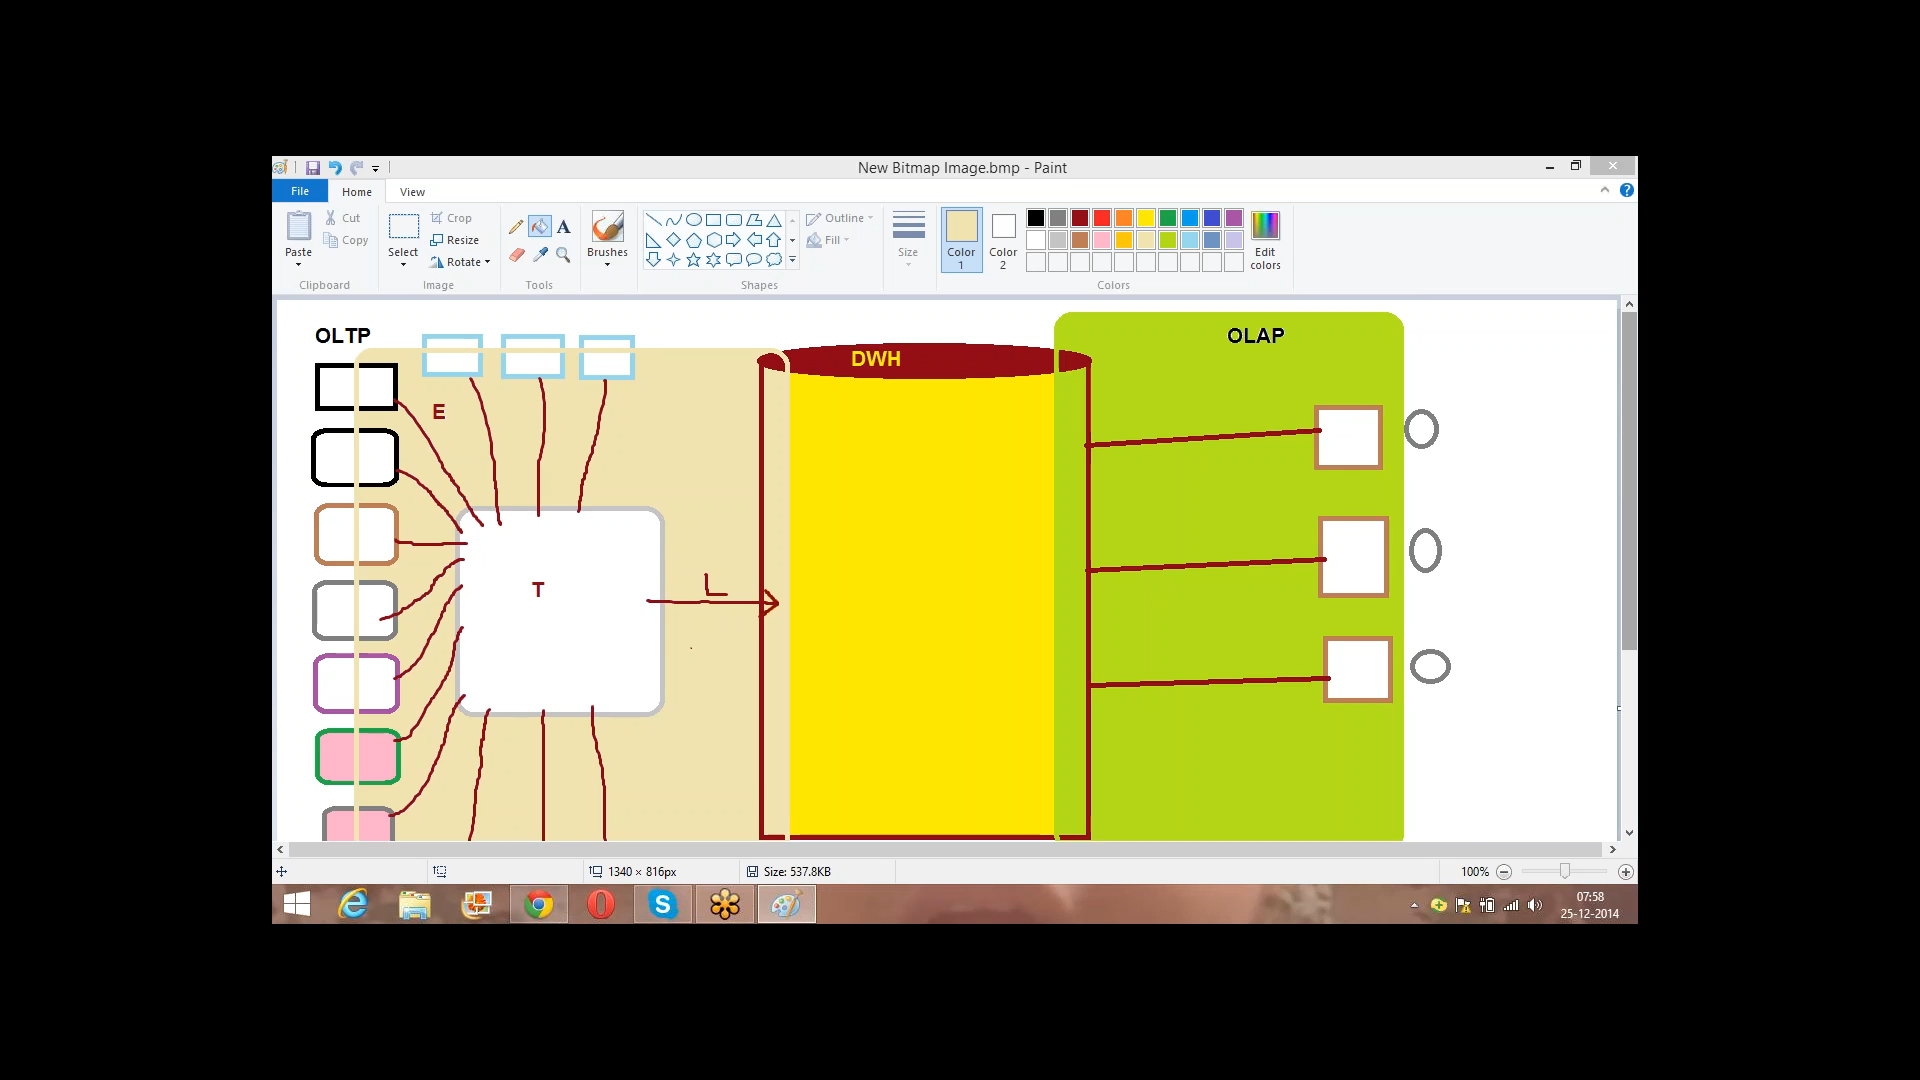 New Bitmap Image.bmp - Paint
File Home View
Paste
Cut
Copy
Clipboard
Select
Crop
Resize
Rotate
Image
A
Tools
Brushes
Outline
Fill
Shapes
Size
Color
1
Color
2
Edit
colors
Colors
OLTP
E
T
L
DWH
OLAP
1340 × 816px
Size: 537.8KB
100%
07:58
25-12-2014